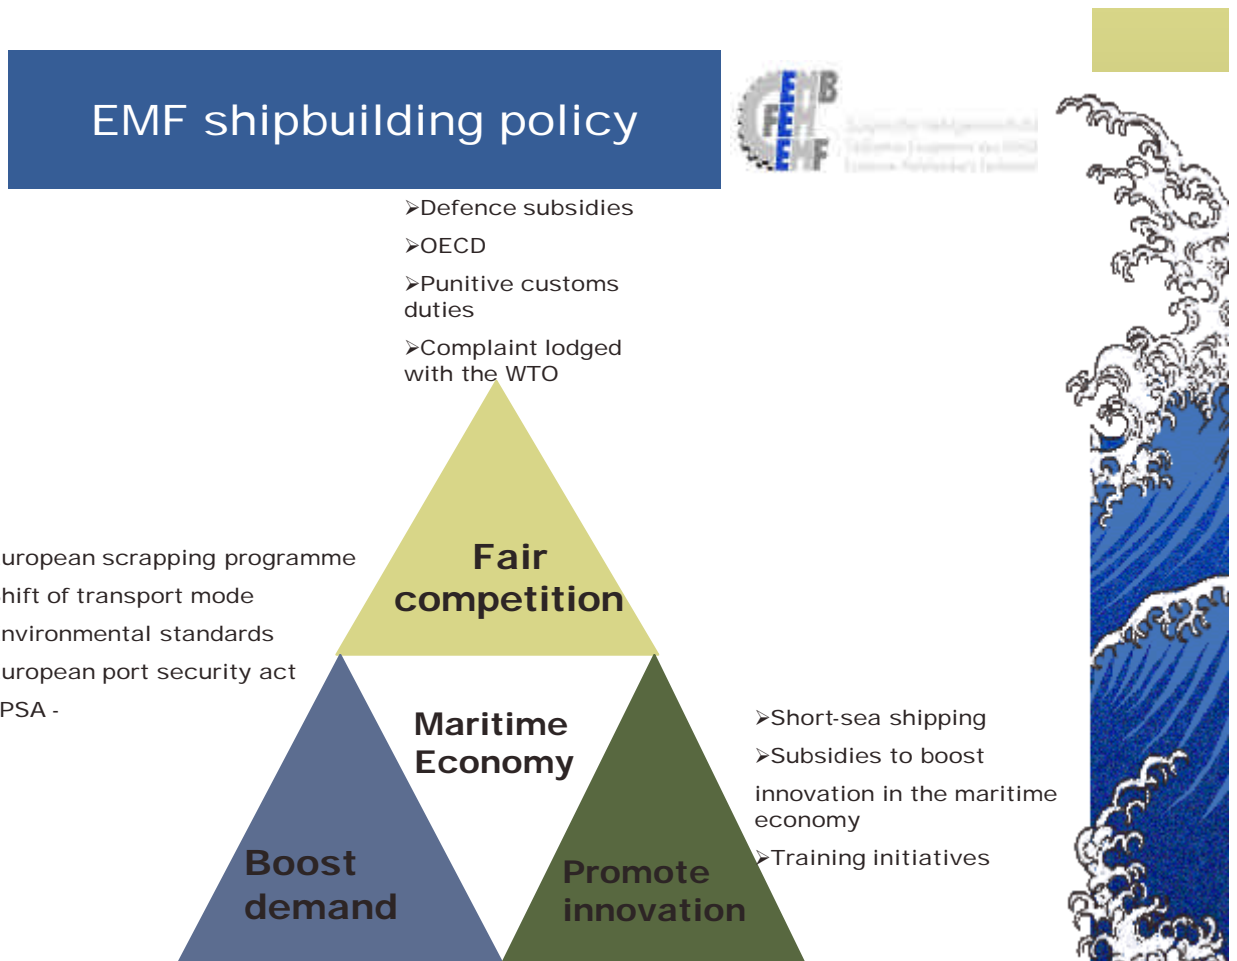 EMF shipbuilding policy
EMB
FEM
EMF
➢Defence subsidies
➢OECD
➢Punitive customs
duties
➢Complaint lodged
with the WTO
Fair
competition
uropean scrapping programme
hift of transport mode
nvironmental standards
uropean port security act
PSA -
Maritime
Economy
➢Short-sea shipping
➢Subsidies to boost
innovation in the maritime
economy
➢Training initiatives
Boost
demand
Promote
innovation